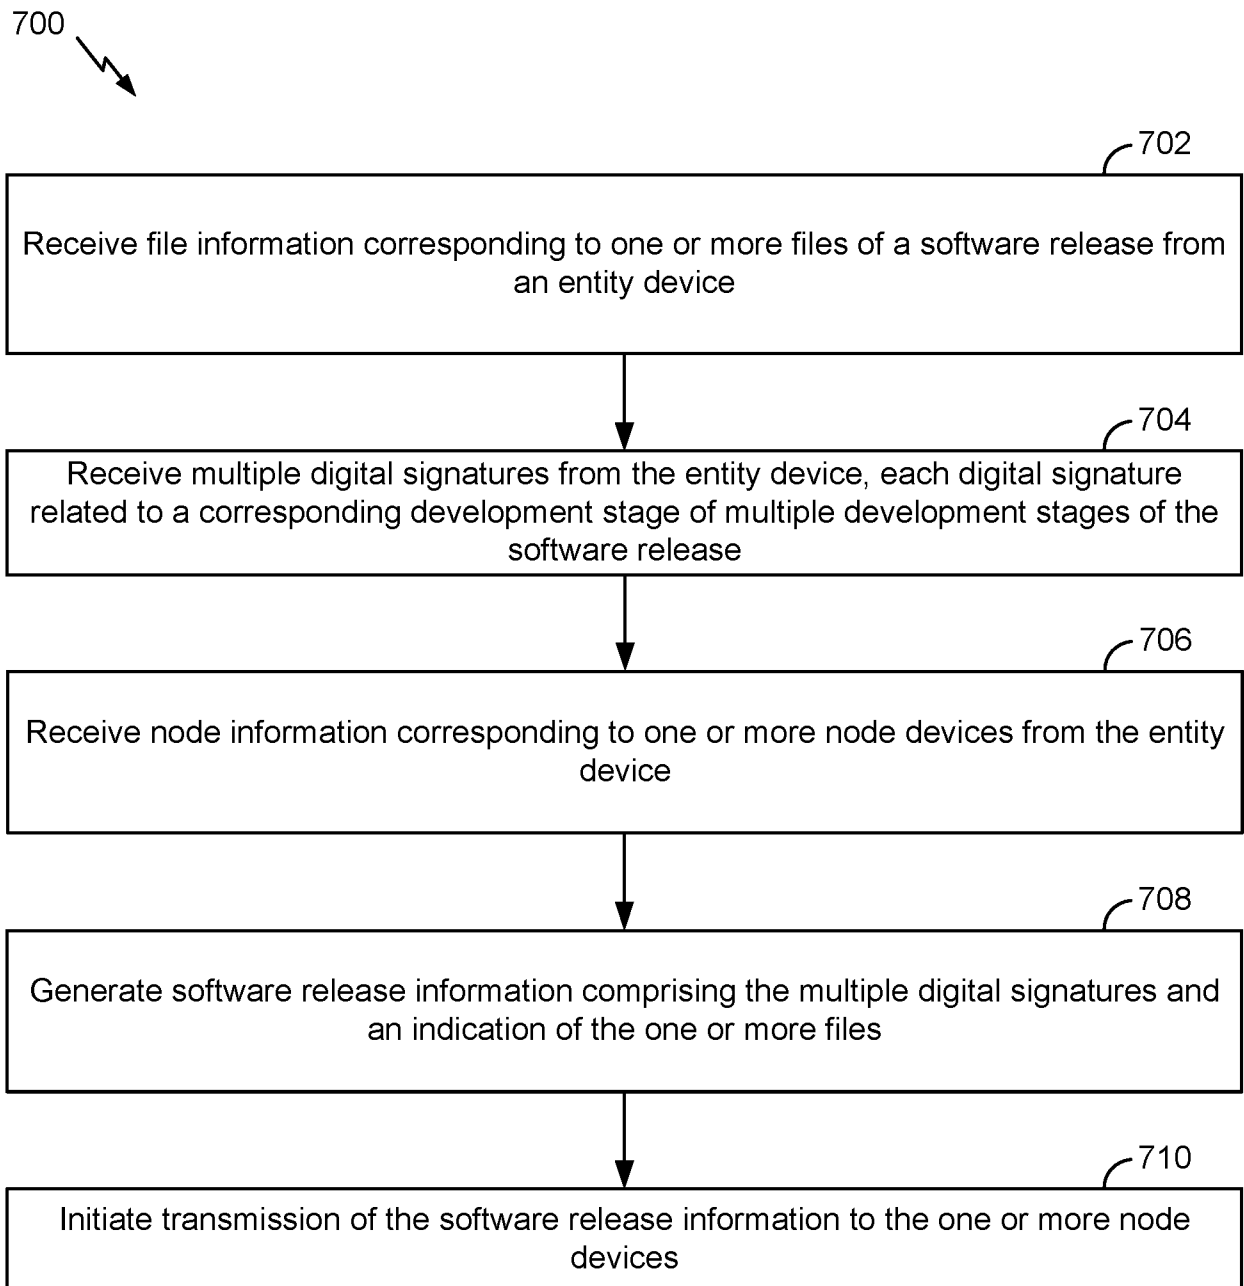 700
702
Receive file information corresponding to one or more files of a software release from
an entity device
704
Receive multiple digital signatures from the entity device, each digital signature
related to a corresponding development stage of multiple development stages of the
software release
706
Receive node information corresponding to one or more node devices from the entity
device
708
Generate software release information comprising the multiple digital signatures and
an indication of the one or more files
710
Initiate transmission of the software release information to the one or more node
devices